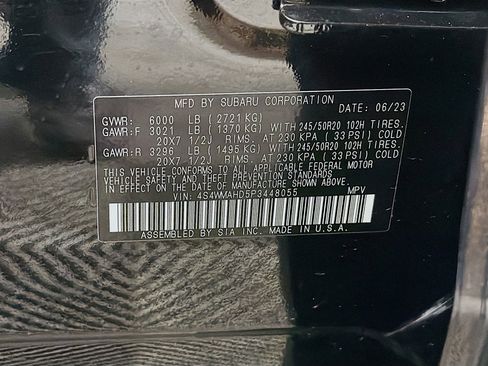 MFD BY SUBARU CORPORATION DATE: 06/23
GVWR: 6000 LB ( 2721 KG)
GAWR:F 3021 LB ( 1370 KG) WITH 245/50R20 102H TIRES.
20X7 1/2J RIMS. AT 230 KPA ( 33 PSI) COLD
GAWR:R 3296 LB ( 1495 KG) WITH 245/50R20 102H TIRES.
20X7 1/2J RIMS. AT 230 KPA ( 33 PSI) COLD
THIS VEHICLE CONFORMS TO ALL APPLICABLE FEDERAL MOTOR
VEHICLE SAFETY AND THEFT PREVENTION STANDARDS
IN EFFECT ON THE DATE OF MANUFACTURE SHOWN ABOVE.
VIN: 4S4WMAHD5P3448055 MPV
ASSEMBLED BY SIA INC. MADE IN U.S.A.